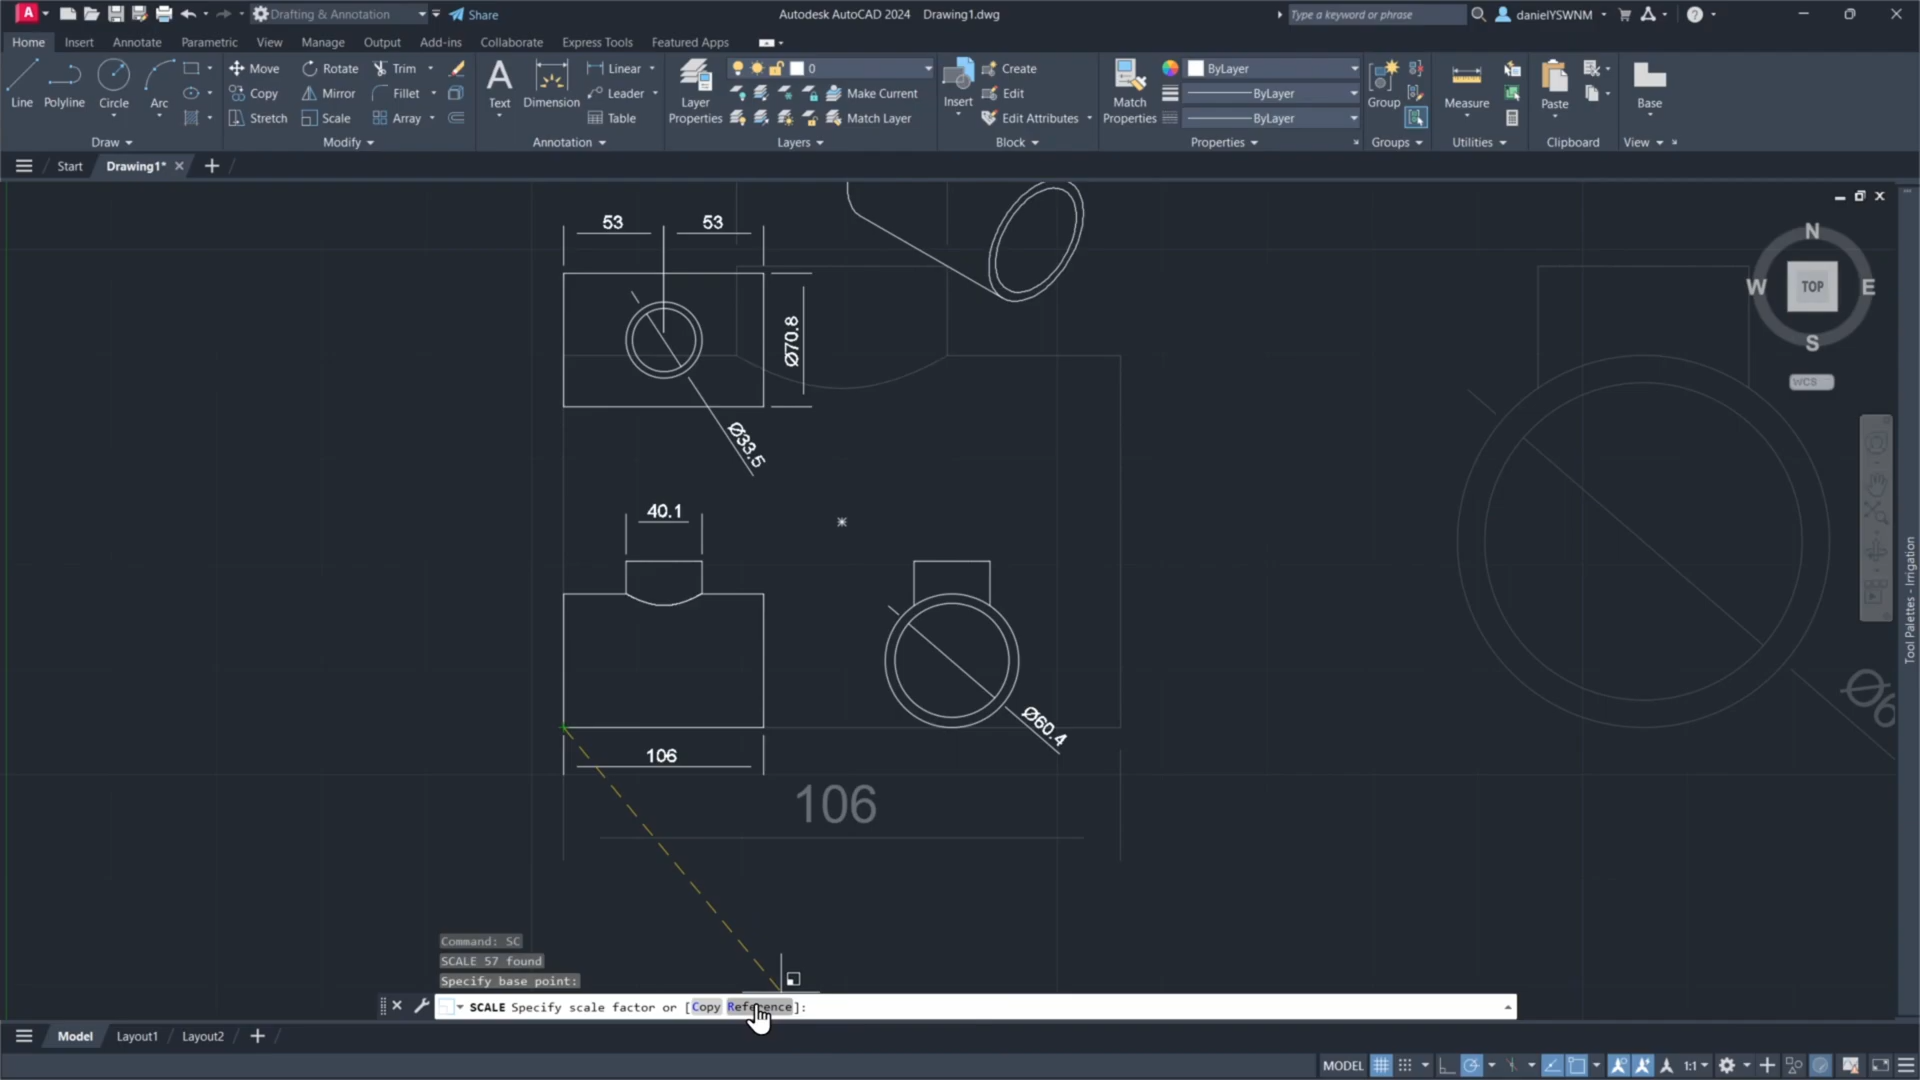 Drafting & Annotation Share Autodesk AutoCAD 2024 Drawing1.dwg Type a keyword or phrase danielYSWNM
Home Insert Annotate Parametric View Manage Output Add-ins Collaborate Express Tools Featured Apps
Line Polyline Circle Arc
Move Rotate Trim
Copy Mirror Fillet
Stretch Scale Array
Text Dimension
Linear
Leader
Table
Layer Properties
0
Make Current
Match Layer
Insert
Create
Edit
Edit Attributes
Match Properties
ByLayer
ByLayer
ByLayer
Group
Measure
Paste
Base
Draw Modify Annotation Layers Block Properties Groups Utilities Clipboard View
Start Drawing1*
53 53
Ø70.8
Ø33.5
40.1
Ø60.4
106
106
Ø6
N
W TOP E
S
WCS
Tool Palettes - Irrigation
Command: SC
SCALE 57 found
Specify base point:
SCALE Specify scale factor or [Copy Reference]:
Model Layout1 Layout2
MODEL 1:1